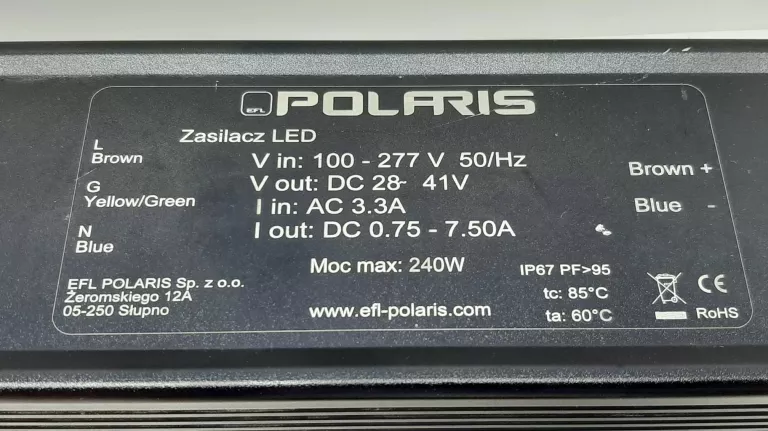 EFL POLARIS
Zasilacz LED
L
Brown
V in: 100 - 277 V 50/Hz
V out: DC 28- 41V
I in: AC 3.3A
I out: DC 0.75 - 7.50A
G
Yellow/Green
N
Blue
Brown +
Blue -
Moc max: 240W
EFL POLARIS Sp. z o.o.
Żeromskiego 12A
05-250 Słupno
www.efl-polaris.com
IP67 PF>95
tc: 85°C
ta: 60°C
CE
RoHS